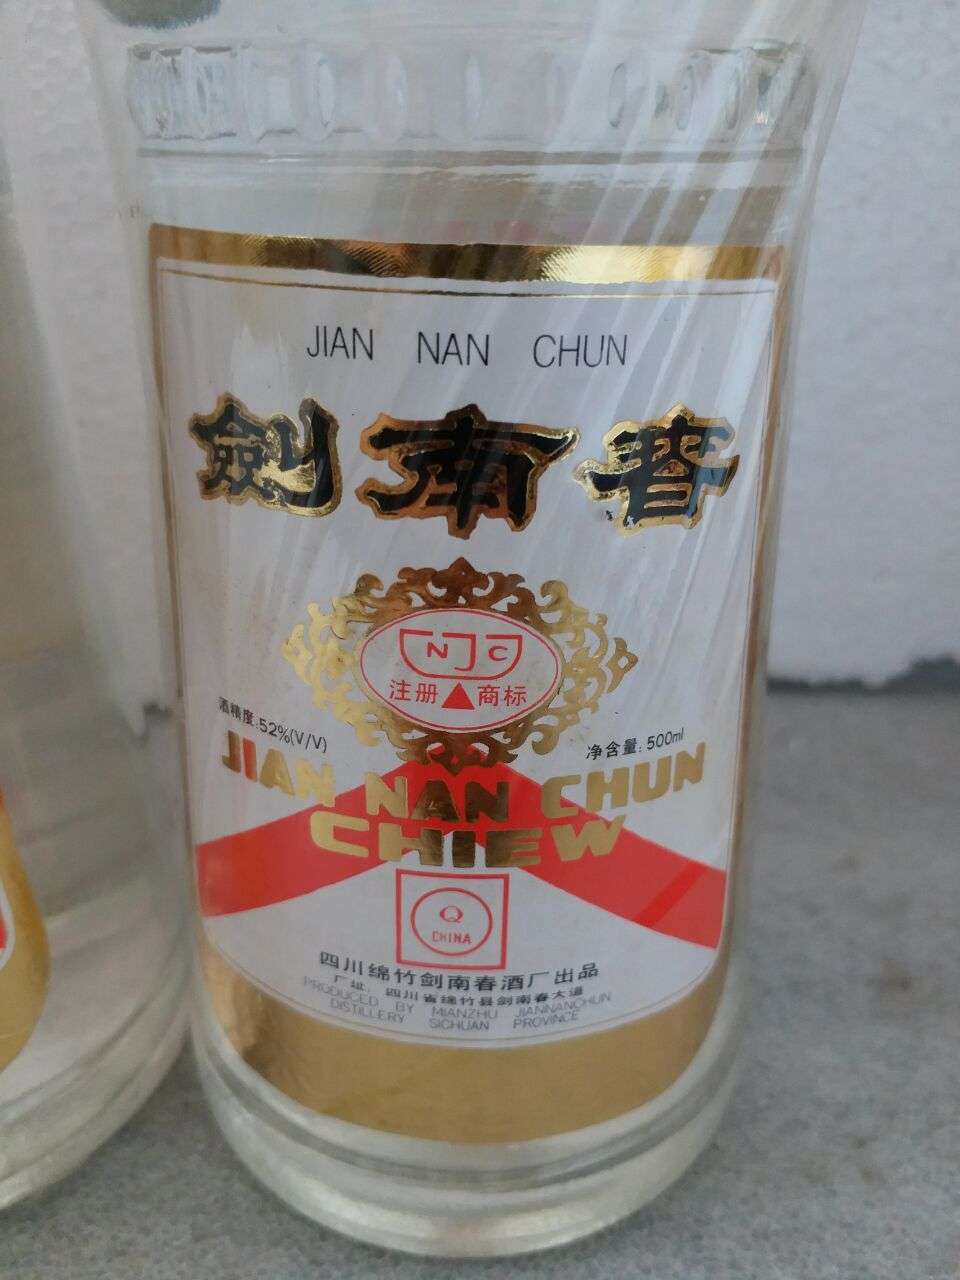 JIAN NAN CHUN
劍南春
NJC
注册 商标
酒精度:52%(V/V)
净含量:500ml
JIAN NAN CHUN
CHIEW
Q
CHINA
四川绵竹剑南春酒厂出品
厂址:四川省绵竹县剑南春大道
PRODUCED BY MIANZHU JIANNANCHUN
DISTILLERY SICHUAN PROVINCE